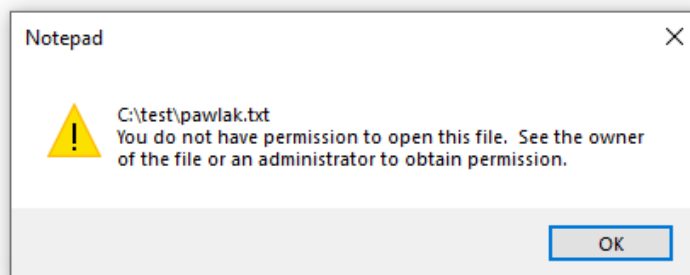 Notepad
C:\test\pawlak.txt
You do not have permission to open this file.  See the owner
of the file or an administrator to obtain permission.
OK